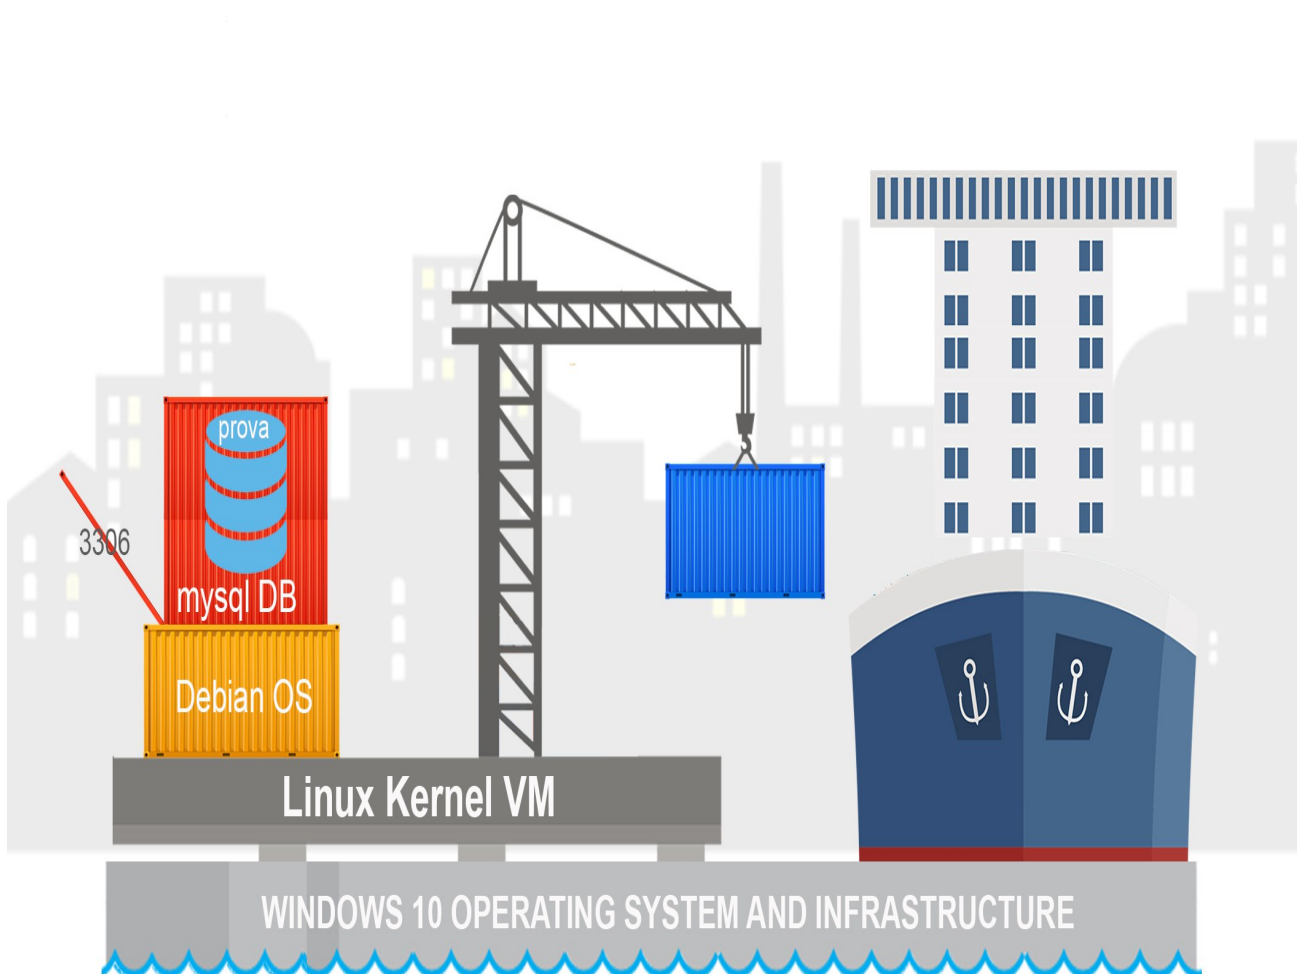 prova
3306
mysql DB
Debian OS
Linux Kernel VM
WINDOWS 10 OPERATING SYSTEM AND INFRASTRUCTURE